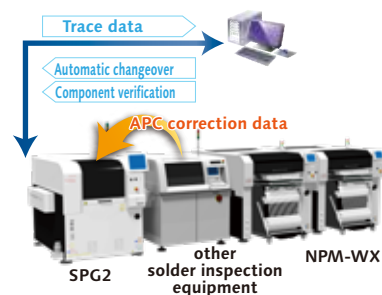 Trace data
Automatic changeover
Component verification
APC correction data
SPG2
other
solder inspection
equipment
NPM-WX